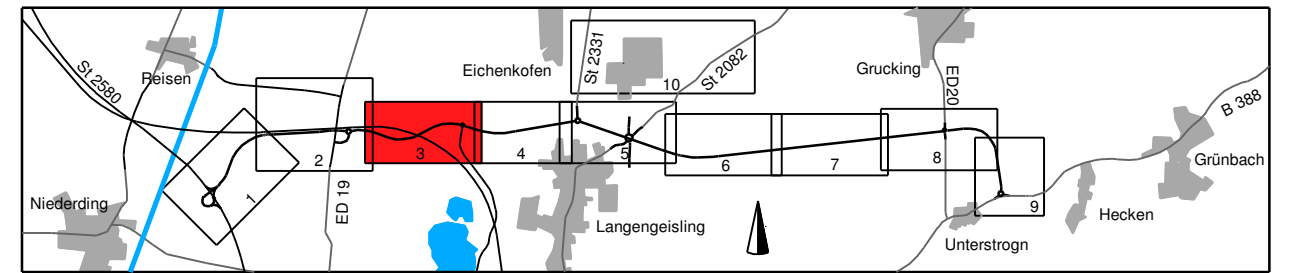 St 2580
Reisen
Niederding
1
2
ED 19
3
Eichenkofen
4
St 2331
10
St 2082
5
Langengeisling
6
7
Grucking
ED20
8
9
Unterstrogn
Hecken
Grünbach
B 388